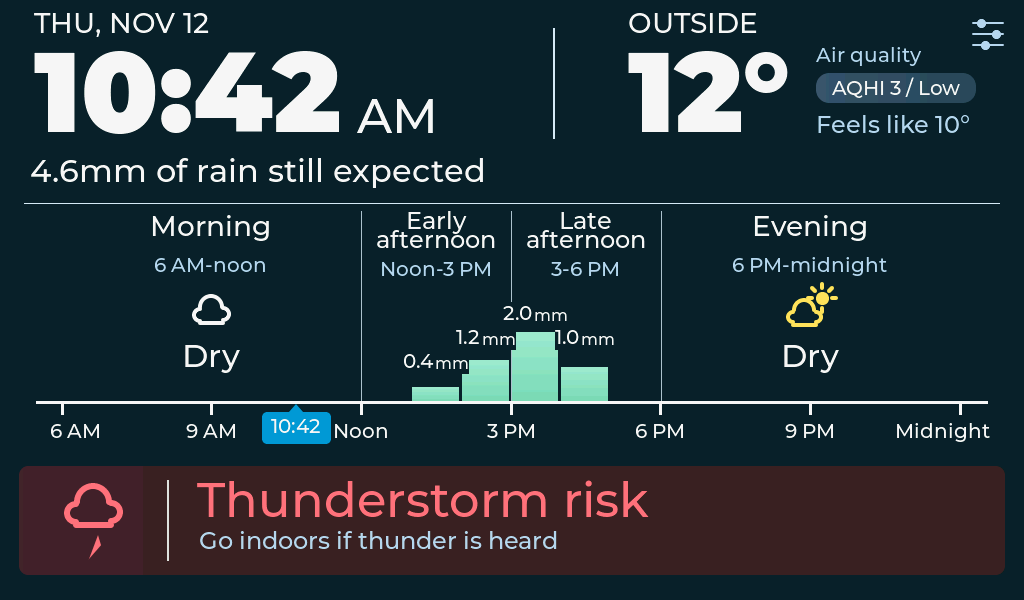 THU, NOV 12
10:42 AM
4.6mm of rain still expected
OUTSIDE
12°
Air quality
AQHI 3 / Low
Feels like 10°
Morning
6 AM-noon
Dry
Early
afternoon
Noon-3 PM
Late
afternoon
3-6 PM
Evening
6 PM-midnight
Dry
0.4mm
1.2mm
2.0mm
1.0mm
6 AM
9 AM
10:42
Noon
3 PM
6 PM
9 PM
Midnight
Thunderstorm risk
Go indoors if thunder is heard